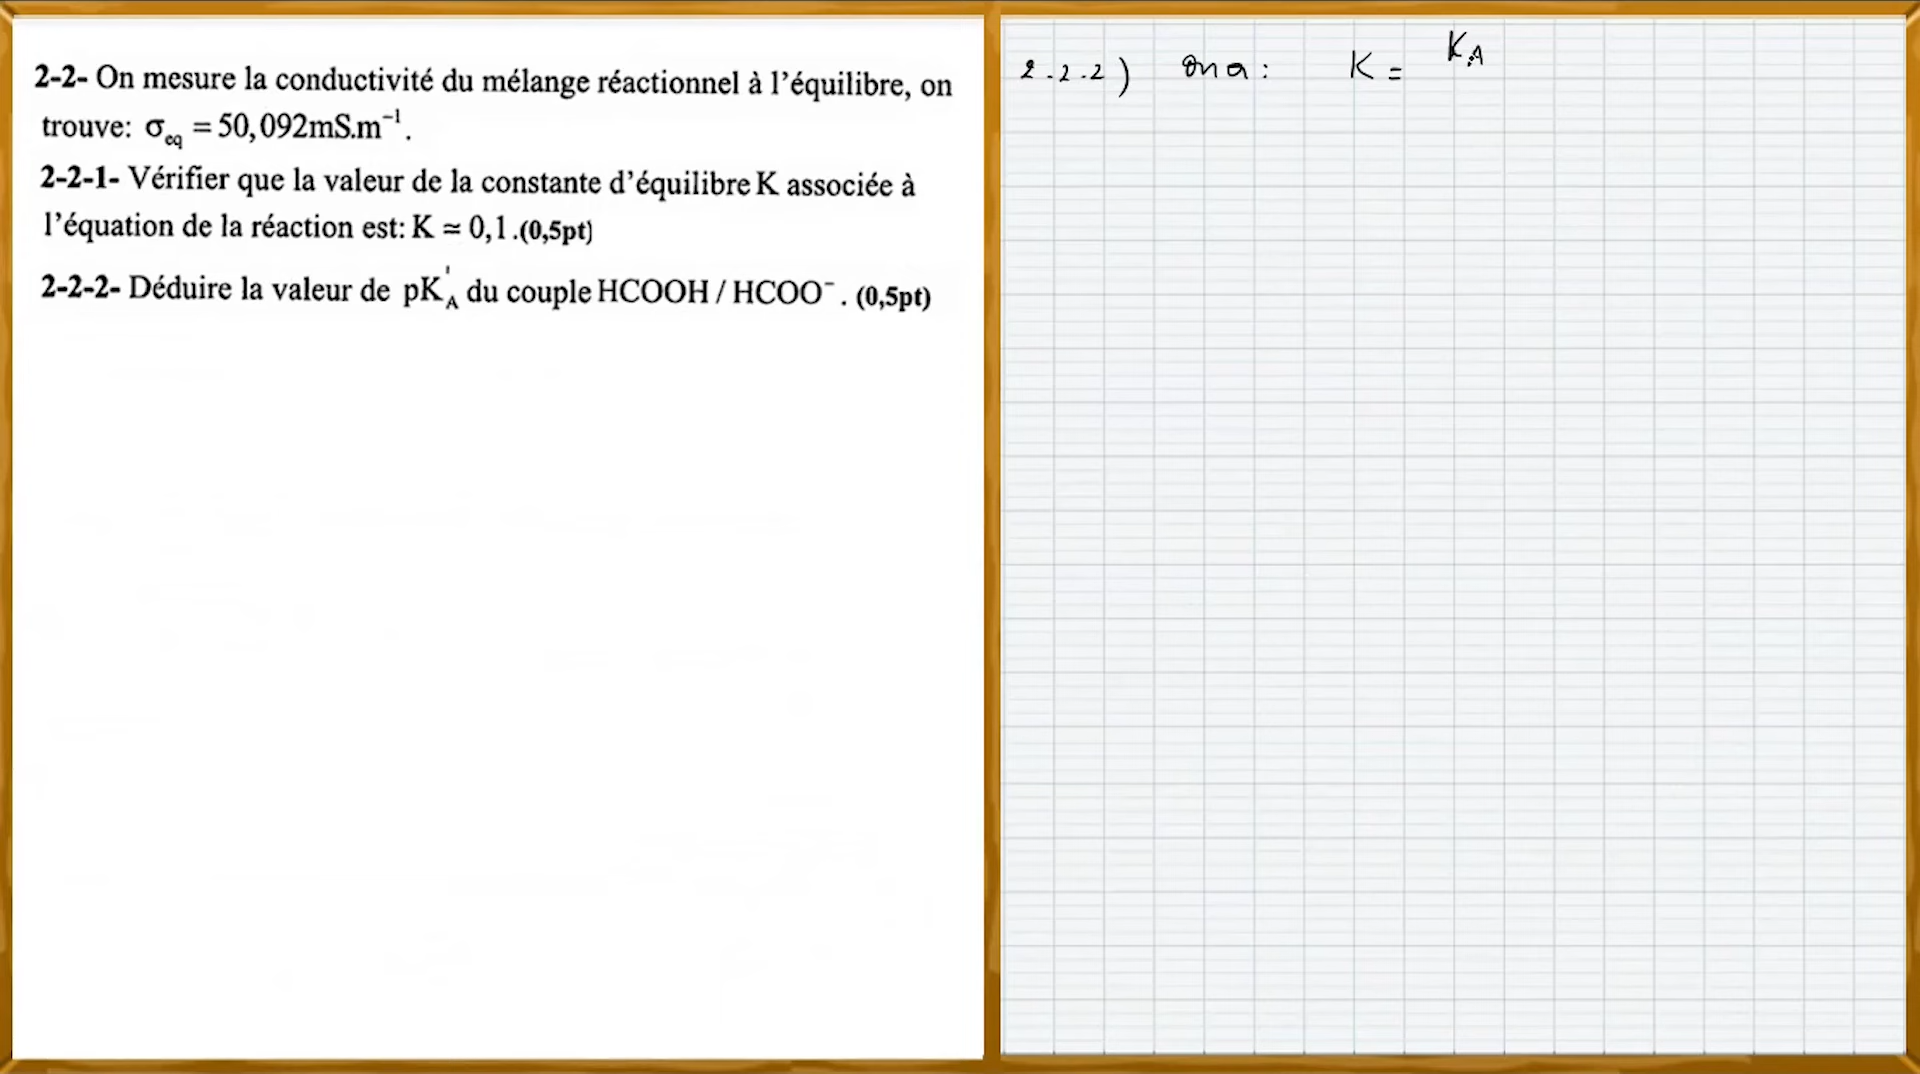 2-2- On mesure la conductivité du mélange réactionnel à l'équilibre, on
trouve: σeq = 50,092mS.m⁻¹.
2-2-1- Vérifier que la valeur de la constante d'équilibre K associée à
l'équation de la réaction est: K ≃ 0,1.(0,5pt)
2-2-2- Déduire la valeur de pK'A du couple HCOOH / HCOO⁻. (0,5pt)
2.2.2) on a: K = KA